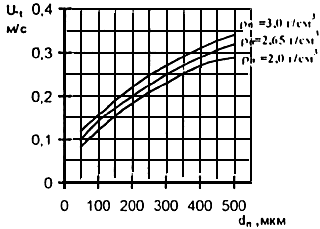 U₁ 0,4
м/с
ρп=3,0 г/см³
ρп=2,65 г/см³
ρп=2,0 г/см³
0,3
0,2
0,1
0
0 100 200 300 400 500
dп, мкм